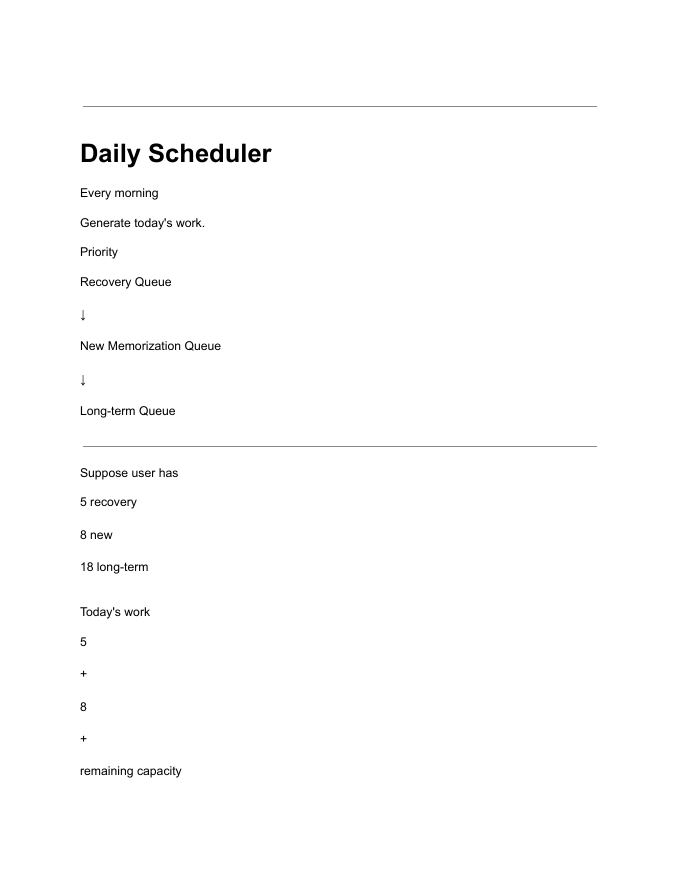 Daily Scheduler
Every morning
Generate today's work.
Priority
Recovery Queue
↓
New Memorization Queue
↓
Long-term Queue
Suppose user has
5 recovery
8 new
18 long-term
Today's work
5
+
8
+
remaining capacity